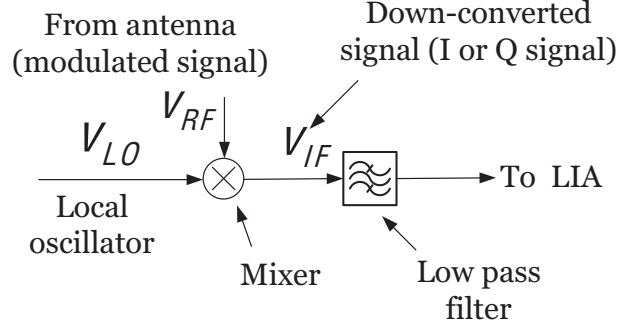 From antenna
(modulated signal)
Down-converted
signal (I or Q signal)
V_RF
V_LO
V_IF
To LIA
Local
oscillator
Mixer
Low pass
filter